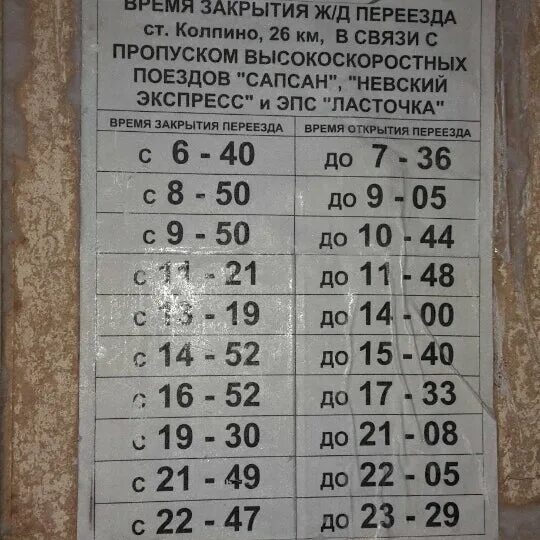 ВРЕМЯ ЗАКРЫТИЯ Ж/Д ПЕРЕЕЗДА
ст. Колпино, 26 км, В СВЯЗИ С
ПРОПУСКОМ ВЫСОКОСКОРОСТНЫХ
ПОЕЗДОВ "САПСАН", "НЕВСКИЙ
ЭКСПРЕСС" и ЭПС "ЛАСТОЧКА"
ВРЕМЯ ЗАКРЫТИЯ ПЕРЕЕЗДА ВРЕМЯ ОТКРЫТИЯ ПЕРЕЕЗДА
с 6 - 40 до 7 - 36
с 8 - 50 до 9 - 05
с 9 - 50 до 10 - 44
с 11 - 21 до 11 - 48
с 13 - 19 до 14 - 00
с 14 - 52 до 15 - 40
с 16 - 52 до 17 - 33
с 19 - 30 до 21 - 08
с 21 - 49 до 22 - 05
с 22 - 47 до 23 - 29